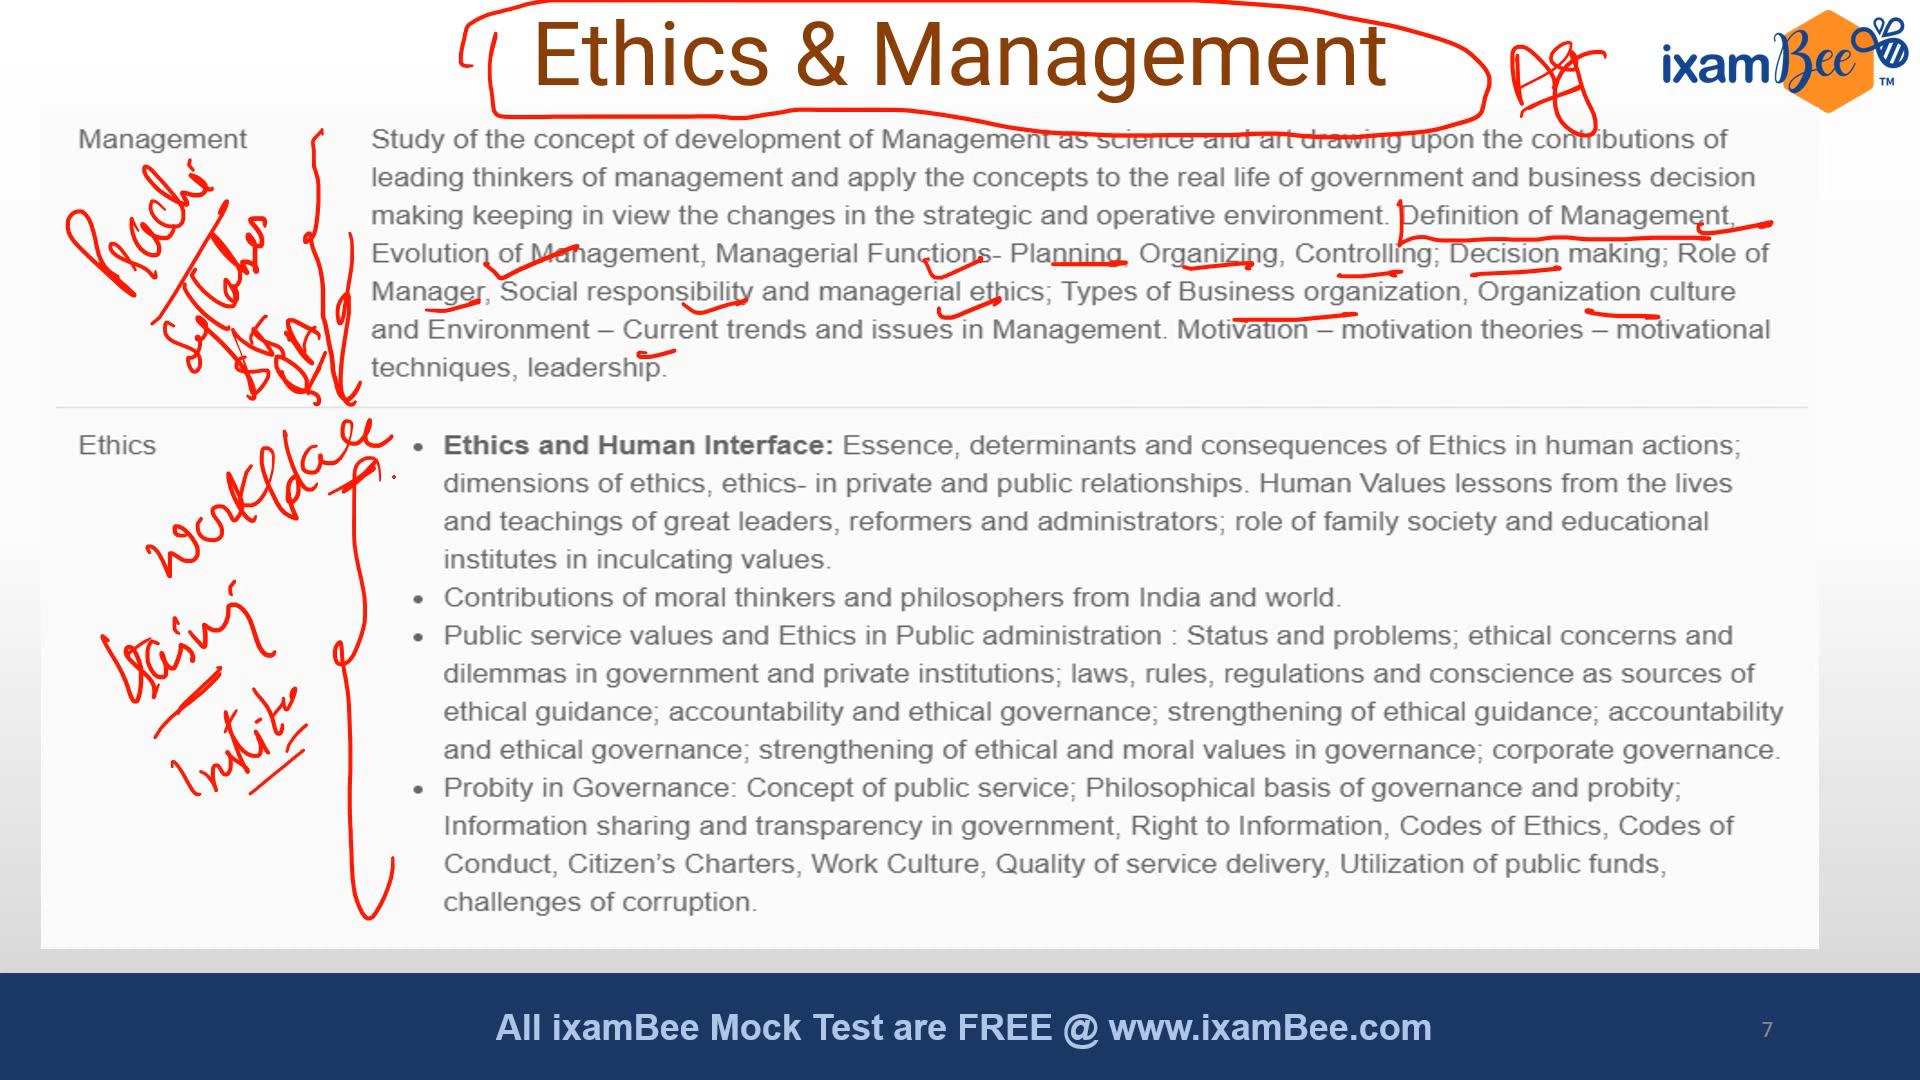 Ethics & Management
ixamBee TM
Management
Study of the concept of development of Management as science and art drawing upon the contributions of
leading thinkers of management and apply the concepts to the real life of government and business decision
making keeping in view the changes in the strategic and operative environment. Definition of Management,
Evolution of Management, Managerial Functions- Planning, Organizing, Controlling; Decision making; Role of
Manager, Social responsibility and managerial ethics; Types of Business organization, Organization culture
and Environment – Current trends and issues in Management. Motivation – motivation theories – motivational
techniques, leadership.
Prachi
Syllabus
Ethics
• Ethics and Human Interface: Essence, determinants and consequences of Ethics in human actions;
dimensions of ethics, ethics- in private and public relationships. Human Values lessons from the lives
and teachings of great leaders, reformers and administrators; role of family society and educational
institutes in inculcating values.
• Contributions of moral thinkers and philosophers from India and world.
• Public service values and Ethics in Public administration : Status and problems; ethical concerns and
dilemmas in government and private institutions; laws, rules, regulations and conscience as sources of
ethical guidance; accountability and ethical governance; strengthening of ethical guidance; accountability
and ethical governance; strengthening of ethical and moral values in governance; corporate governance.
• Probity in Governance: Concept of public service; Philosophical basis of governance and probity;
Information sharing and transparency in government, Right to Information, Codes of Ethics, Codes of
Conduct, Citizen’s Charters, Work Culture, Quality of service delivery, Utilization of public funds,
challenges of corruption.
Workplace
All ixamBee Mock Test are FREE @ www.ixamBee.com
7